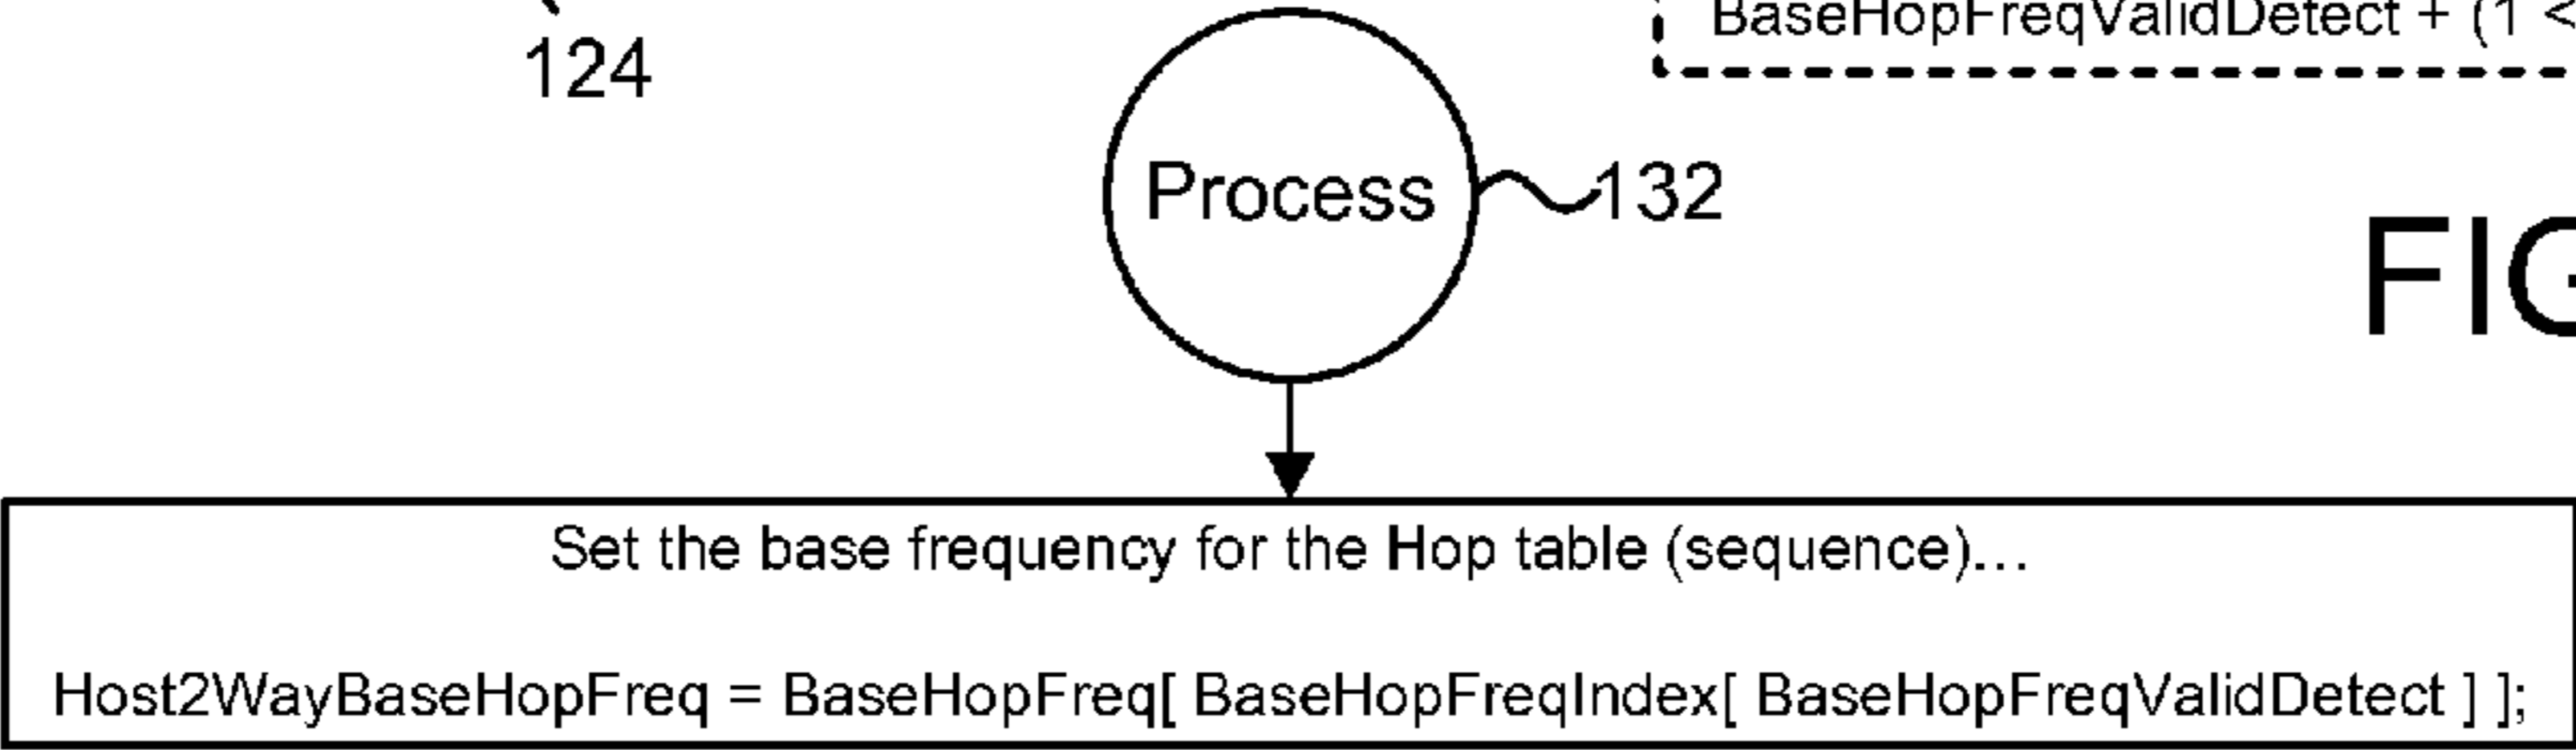 BaseHopFreqValidDetect + (1 <
124
Process
132
FIG
Set the base frequency for the Hop table (sequence)...
Host2WayBaseHopFreq = BaseHopFreq[ BaseHopFreqIndex[ BaseHopFreqValidDetect ] ];